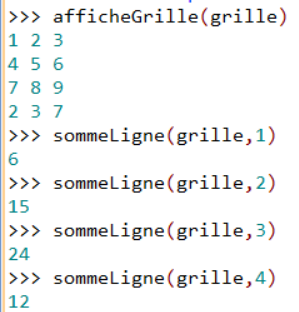 >>> afficheGrille(grille)
1 2 3
4 5 6
7 8 9
2 3 7
>>> sommeLigne(grille,1)
6
>>> sommeLigne(grille,2)
15
>>> sommeLigne(grille,3)
24
>>> sommeLigne(grille,4)
12